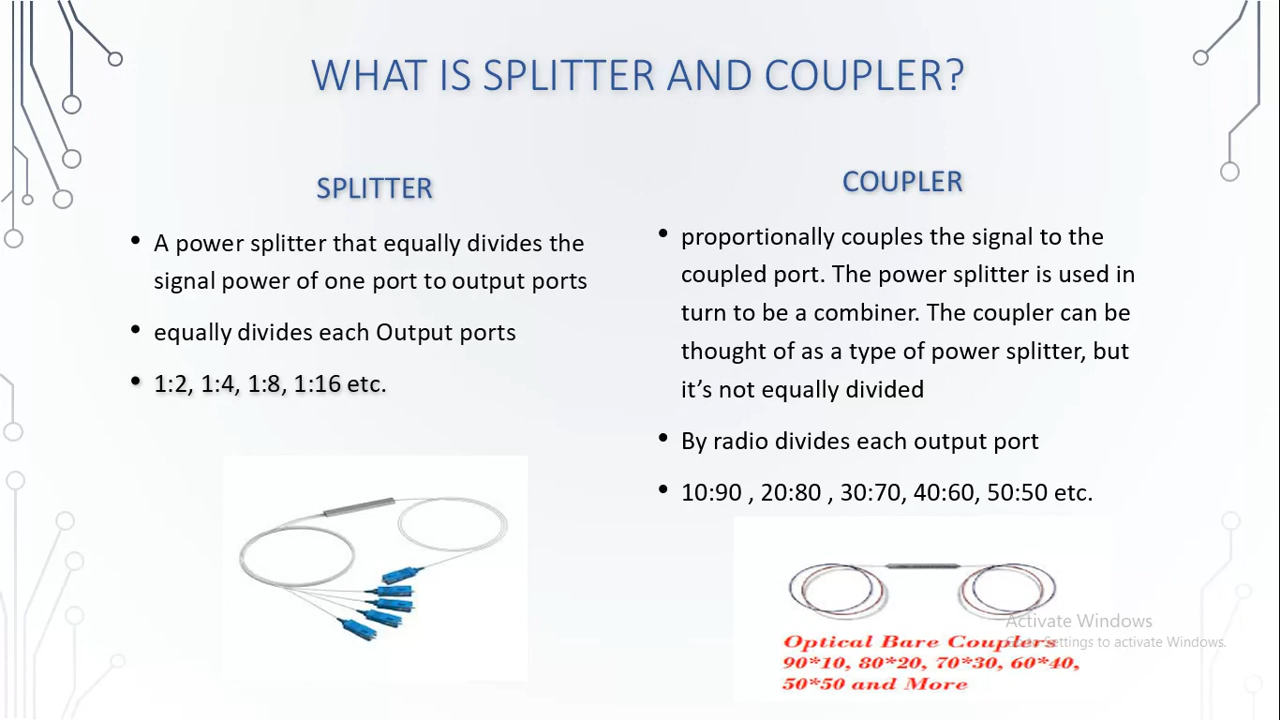 WHAT IS SPLITTER AND COUPLER?
SPLITTER
• A power splitter that equally divides the
signal power of one port to output ports
• equally divides each Output ports
• 1:2, 1:4, 1:8, 1:16 etc.
COUPLER
• proportionally couples the signal to the
coupled port. The power splitter is used in
turn to be a combiner. The coupler can be
thought of as a type of power splitter, but
it’s not equally divided
• By radio divides each output port
• 10:90 , 20:80 , 30:70, 40:60, 50:50 etc.
Optical Bare Couplers
90*10, 80*20, 70*30, 60*40,
50*50 and More
Activate Windows
Settings to activate Windows.